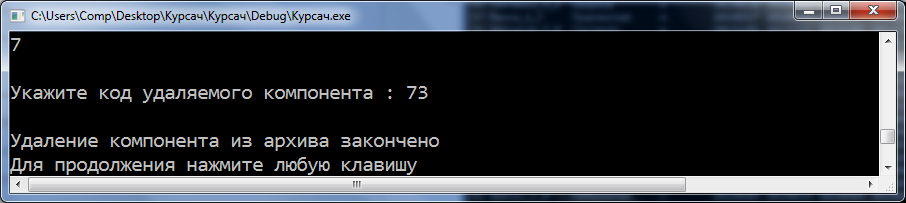 C:\Users\Comp\Desktop\Курсач\Курсач\Debug\Курсач.exe
7
Укажите код удаляемого компонента : 73
Удаление компонента из архива закончено
Для продолжения нажмите любую клавишу